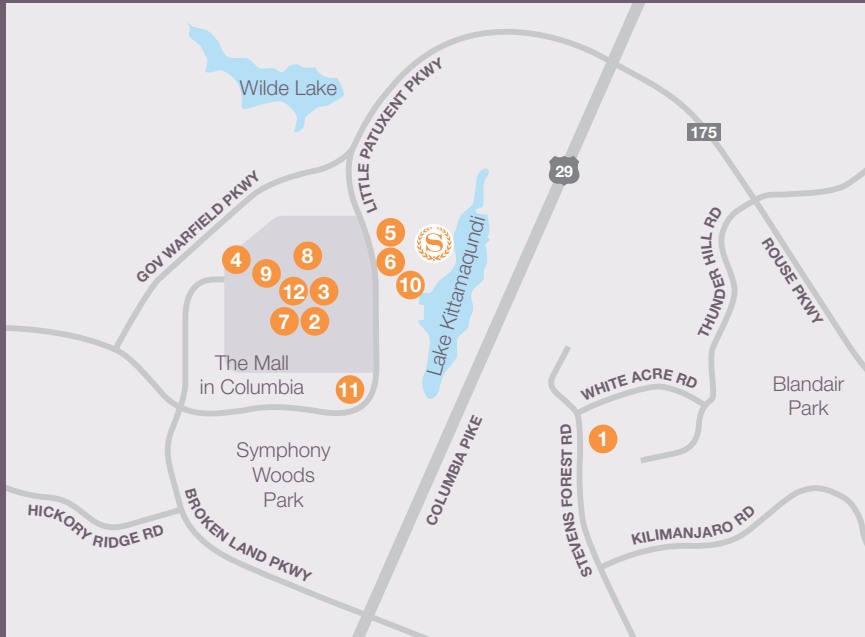 Wilde Lake
LITTLE PATUXENT PKWY
175
29
GOV WARFIELD PKWY
5
S
8
4
6
9
10
12
3
7
2
Lake Kittamaqundi
THUNDER HILL RD
ROUSE PKWY
The Mall
in Columbia
11
WHITE ACRE RD
Blandair
Park
1
Symphony
Woods
Park
COLUMBIA PIKE
STEVENS FOREST RD
HICKORY RIDGE RD
BROKEN LAND PKWY
KILIMANJARO RD